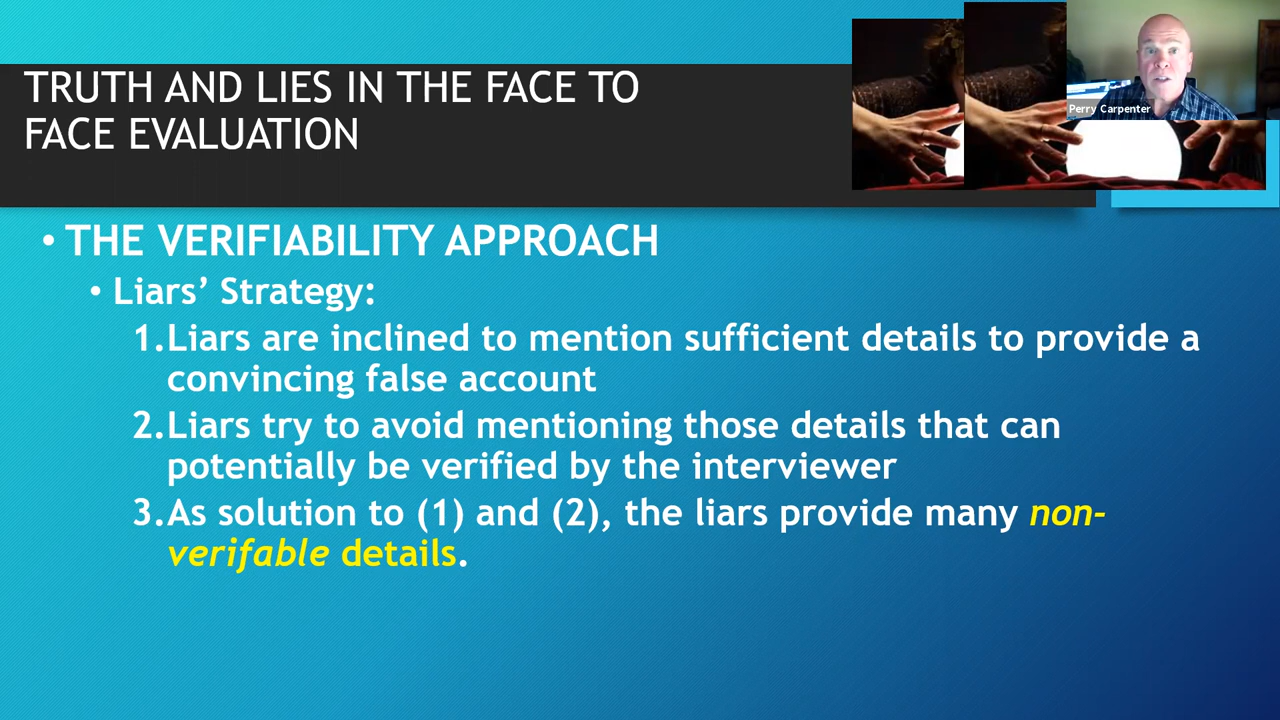 TRUTH AND LIES IN THE FACE TO
FACE EVALUATION
Perry Carpenter
• THE VERIFIABILITY APPROACH
• Liars’ Strategy:
1.Liars are inclined to mention sufficient details to provide a
convincing false account
2.Liars try to avoid mentioning those details that can
potentially be verified by the interviewer
3.As solution to (1) and (2), the liars provide many non-
verifable details.